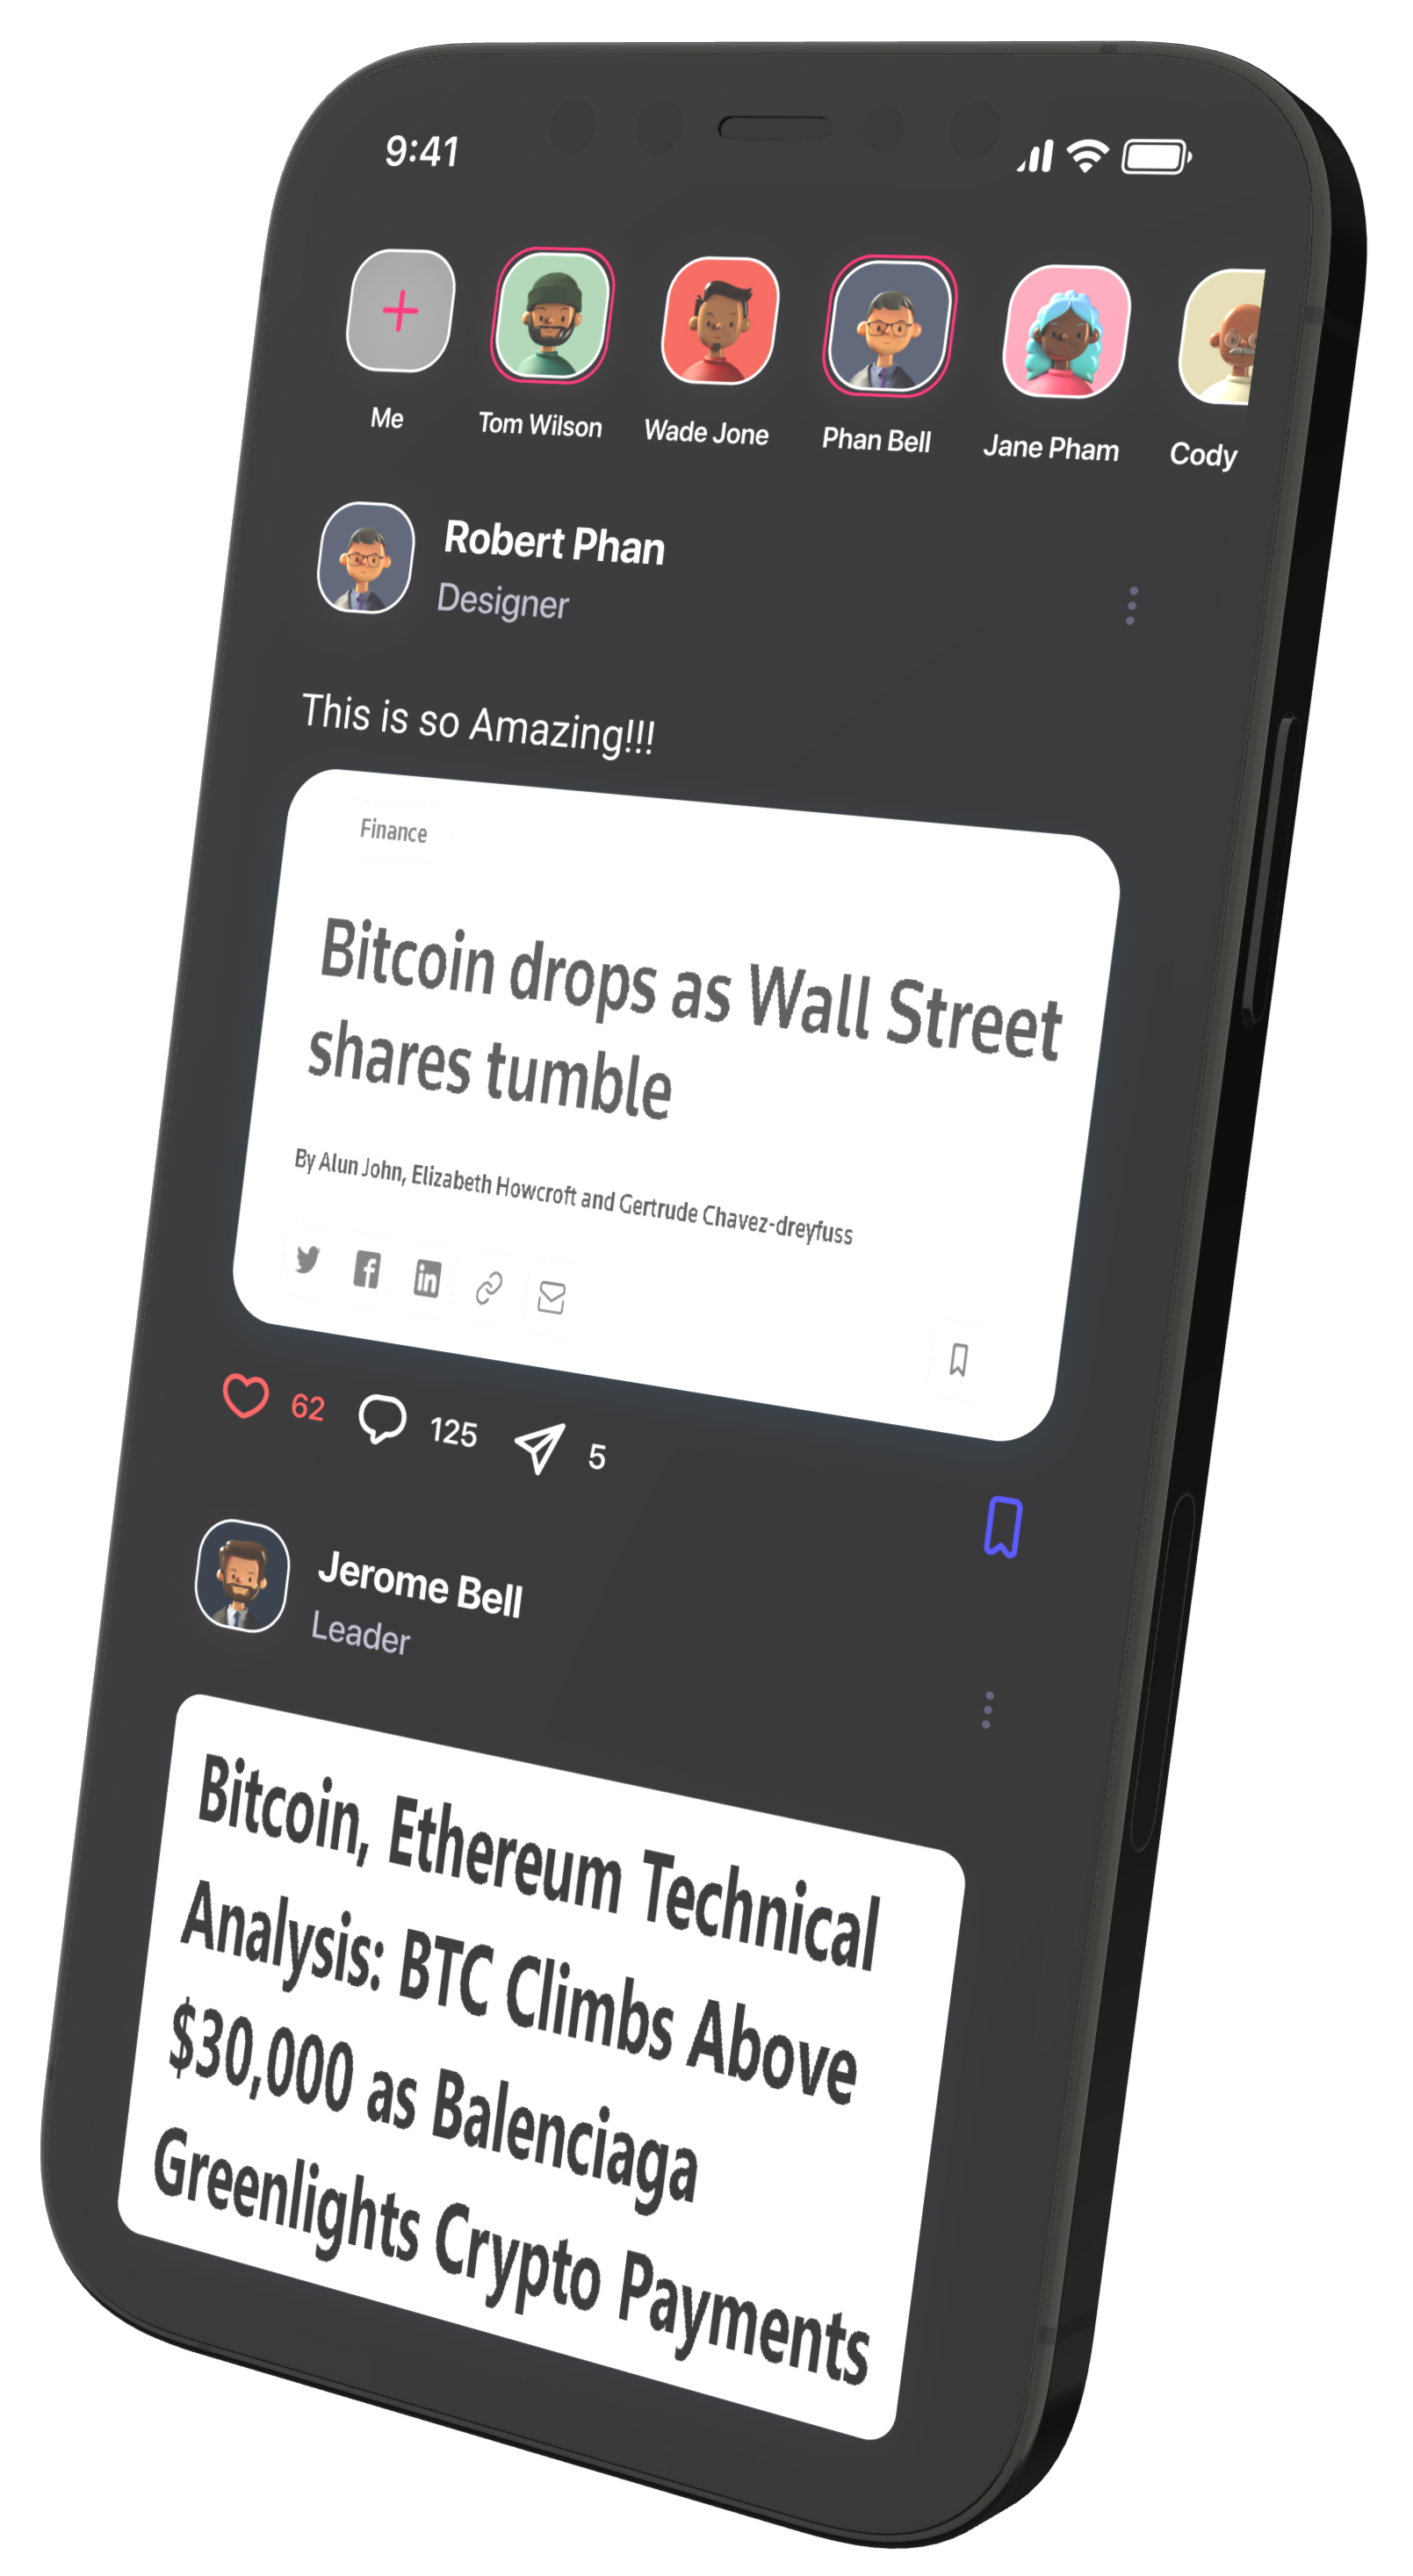 9:41
Me
Tom Wilson
Wade Jone
Phan Bell
Jane Pham
Cody
Robert Phan
Designer
This is so Amazing!!!
Finance
Bitcoin drops as Wall Street
shares tumble
By Alun John, Elizabeth Howcroft and Gertrude Chavez-dreyfuss
62
125
5
Jerome Bell
Leader
Bitcoin, Ethereum Technical
Analysis: BTC Climbs Above
$30,000 as Balenciaga
Greenlights Crypto Payments